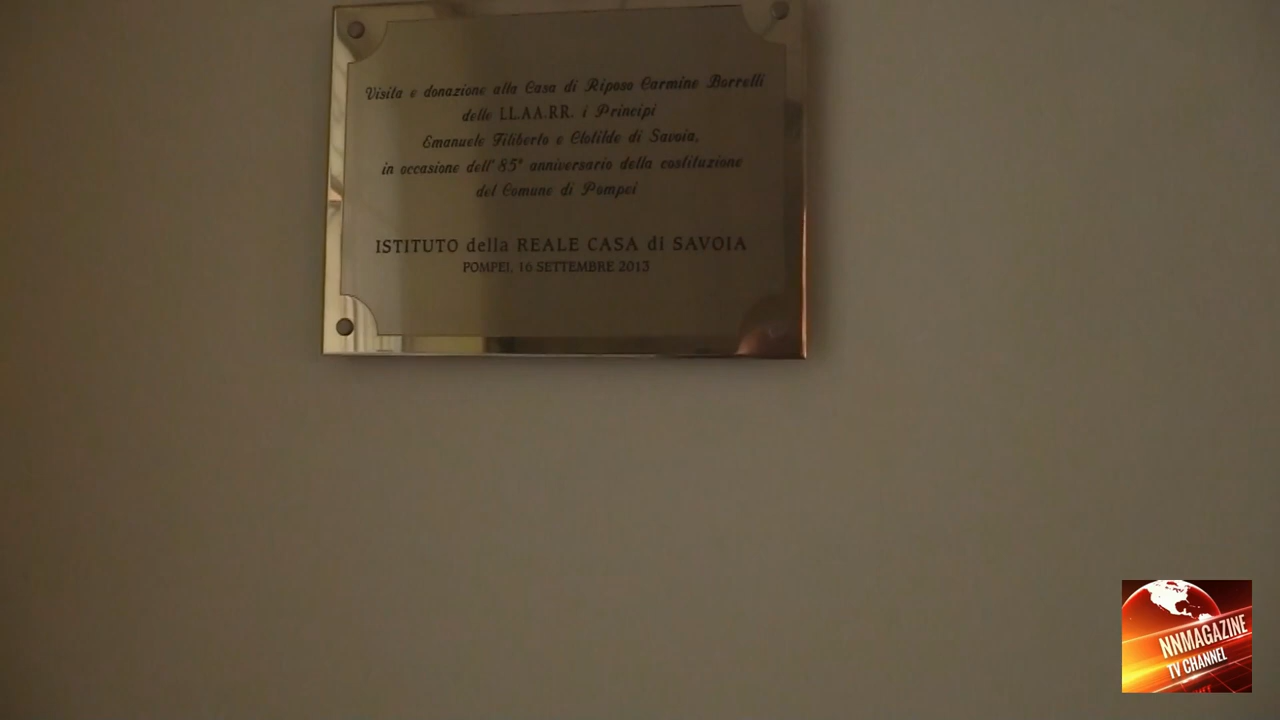 Visita e donazione alla Casa di Riposo Carmine Borrelli
delle I.L.AA.RR. i Principi
Emanuele Filiberto e Clotilde di Savoia,
in occasione dell'85° anniversario della costituzione
del Comune di Pompei
ISTITUTO della REALE CASA di SAVOIA
POMPEI, 16 SETTEMBRE 2013
NNMAGAZINE
TV CHANNEL